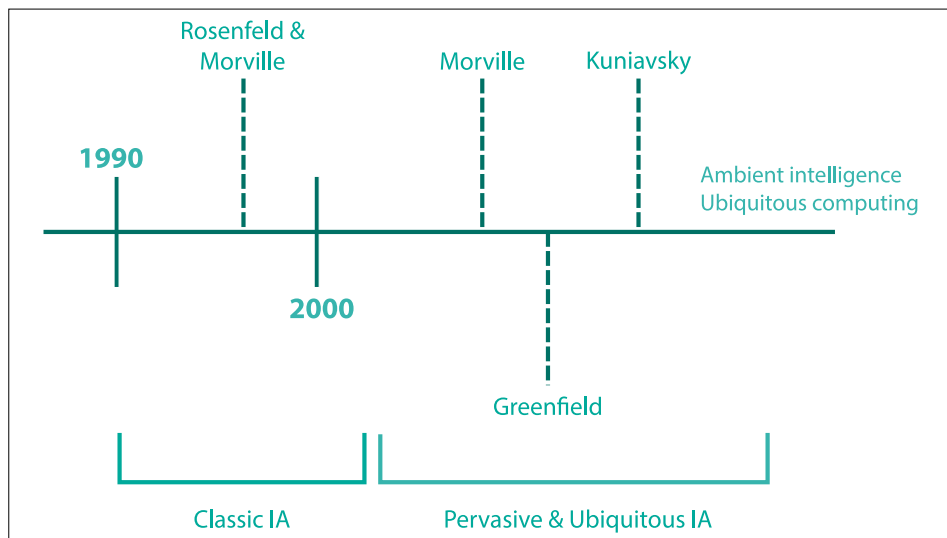 Rosenfeld &
Morville
Morville
Kuniavsky
1990
Ambient intelligence
Ubiquitous computing
2000
Greenfield
Classic IA
Pervasive & Ubiquitous IA